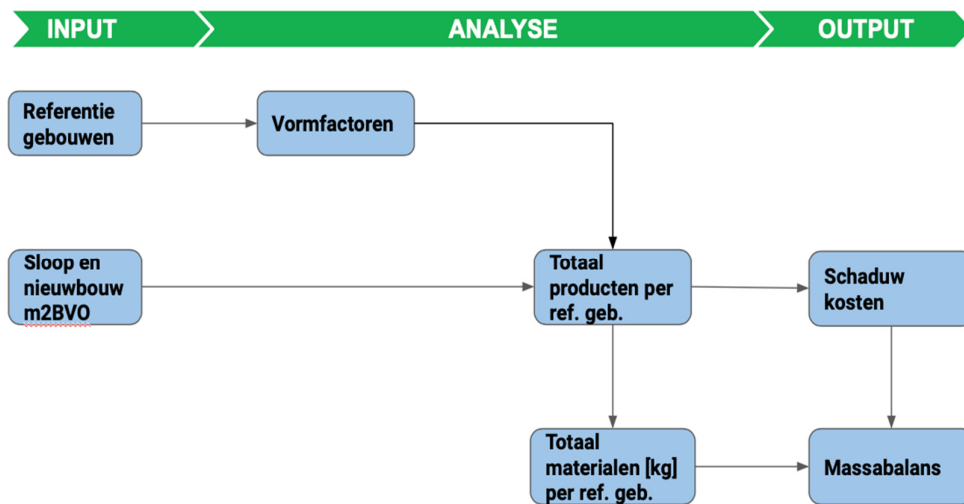 INPUT
ANALYSE
OUTPUT
Referentie
gebouwen
Vormfactoren
Sloop en
nieuwbouw
m2BVO
Totaal
producten per
ref. geb.
Schaduw
kosten
Totaal
materialen [kg]
per ref. geb.
Massabalans